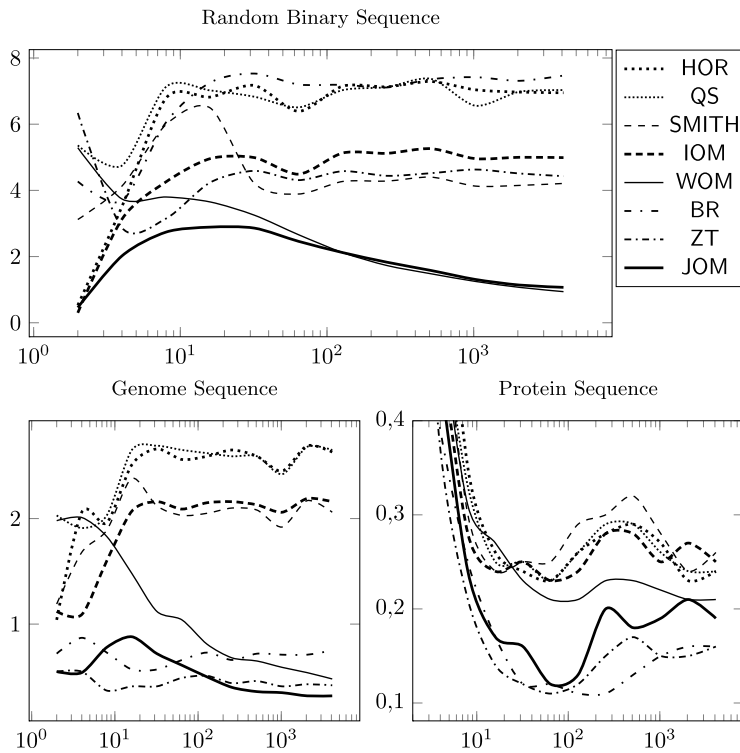 Random Binary Sequence
8
6
4
2
0
10^0
10^1
10^2
10^3
HOR
QS
SMITH
IOM
WOM
BR
ZT
JOM
Genome Sequence
2
1
10^0
10^1
10^2
10^3
Protein Sequence
0,4
0,3
0,2
0,1
10^1
10^2
10^3